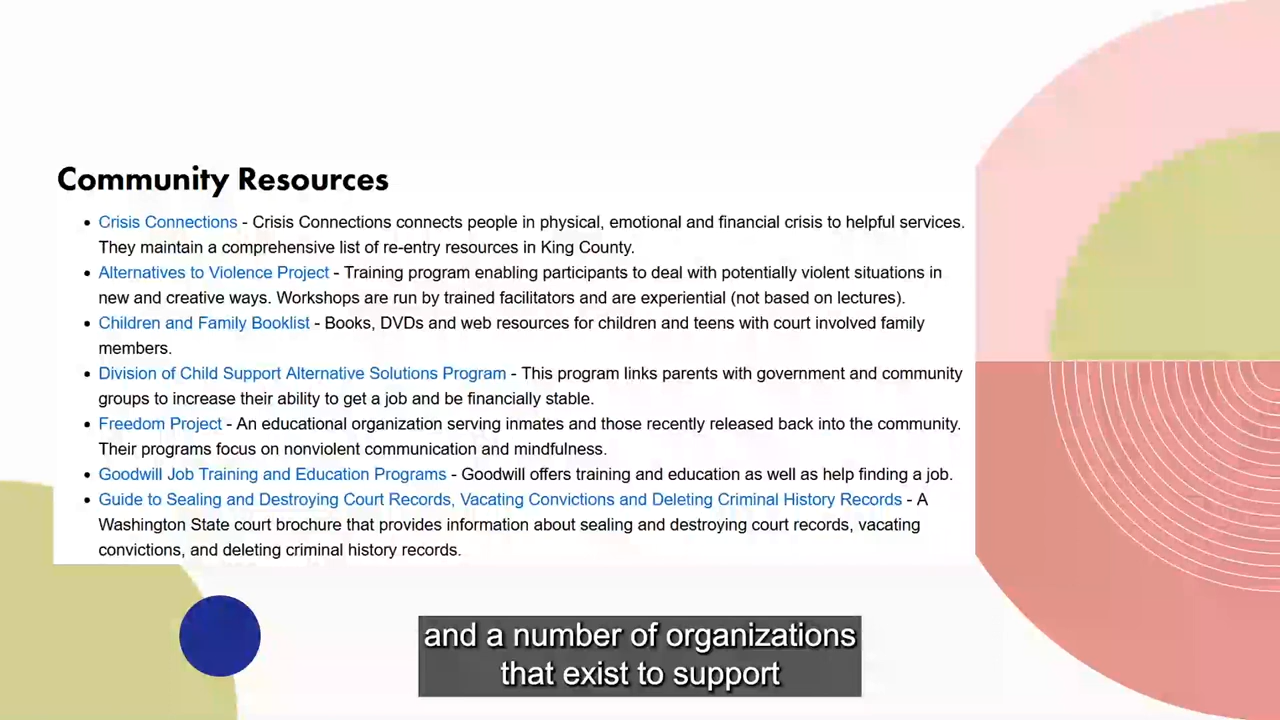 Community Resources
• Crisis Connections - Crisis Connections connects people in physical, emotional and financial crisis to helpful services.
They maintain a comprehensive list of re-entry resources in King County.
• Alternatives to Violence Project - Training program enabling participants to deal with potentially violent situations in
new and creative ways. Workshops are run by trained facilitators and are experiential (not based on lectures).
• Children and Family Booklist - Books, DVDs and web resources for children and teens with court involved family
members.
• Division of Child Support Alternative Solutions Program - This program links parents with government and community
groups to increase their ability to get a job and be financially stable.
• Freedom Project - An educational organization serving inmates and those recently released back into the community.
Their programs focus on nonviolent communication and mindfulness.
• Goodwill Job Training and Education Programs - Goodwill offers training and education as well as help finding a job.
• Guide to Sealing and Destroying Court Records, Vacating Convictions and Deleting Criminal History Records - A
Washington State court brochure that provides information about sealing and destroying court records, vacating
convictions, and deleting criminal history records.
and a number of organizations
that exist to support